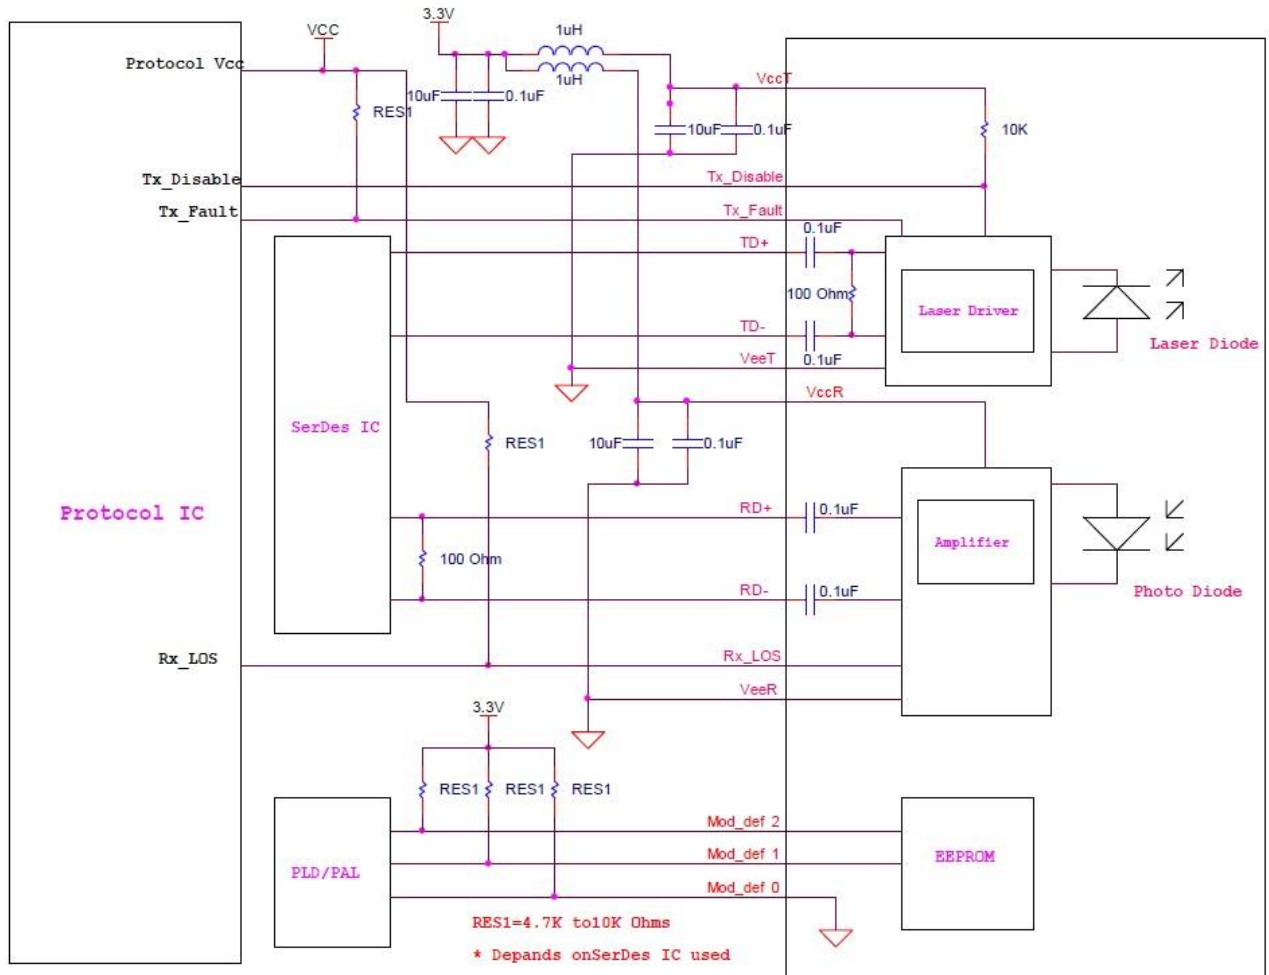 3.3V
1uH
VCC
Protocol Vcc
1uH
VccT
10uF
0.1uF
RES1
10uF
0.1uF
10K
Tx_Disable
Tx_Disable
Tx_Fault
Tx_Fault
0.1uF
TD+
100 Ohm
Laser Driver
TD-
Laser Diode
VeeT
0.1uF
VccR
SerDes IC
RES1
10uF
0.1uF
Protocol IC
RD+
0.1uF
Amplifier
100 Ohm
RD-
0.1uF
Photo Diode
Rx_LOS
Rx_LOS
VeeR
3.3V
RES1
RES1
RES1
Mod_def 2
Mod_def 1
EEPROM
PLD/PAL
Mod_def 0
RES1=4.7K to10K Ohms
* Depands onSerDes IC used